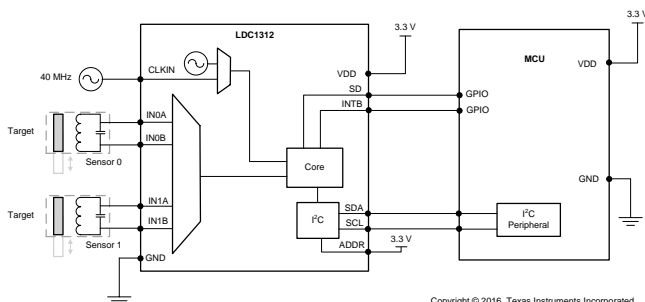 3.3 V
3.3 V
LDC1312
MCU
VDD
VDD
40 MHz
CLKIN
SD
GPIO
INTB
GPIO
Target
IN0A
IN0B
Sensor 0
Core
GND
Target
IN1A
IN1B
Sensor 1
I²C
SDA
SCL
I²C
Peripheral
ADDR
3.3 V
GND
Copyright © 2016, Texas Instruments Incorporated